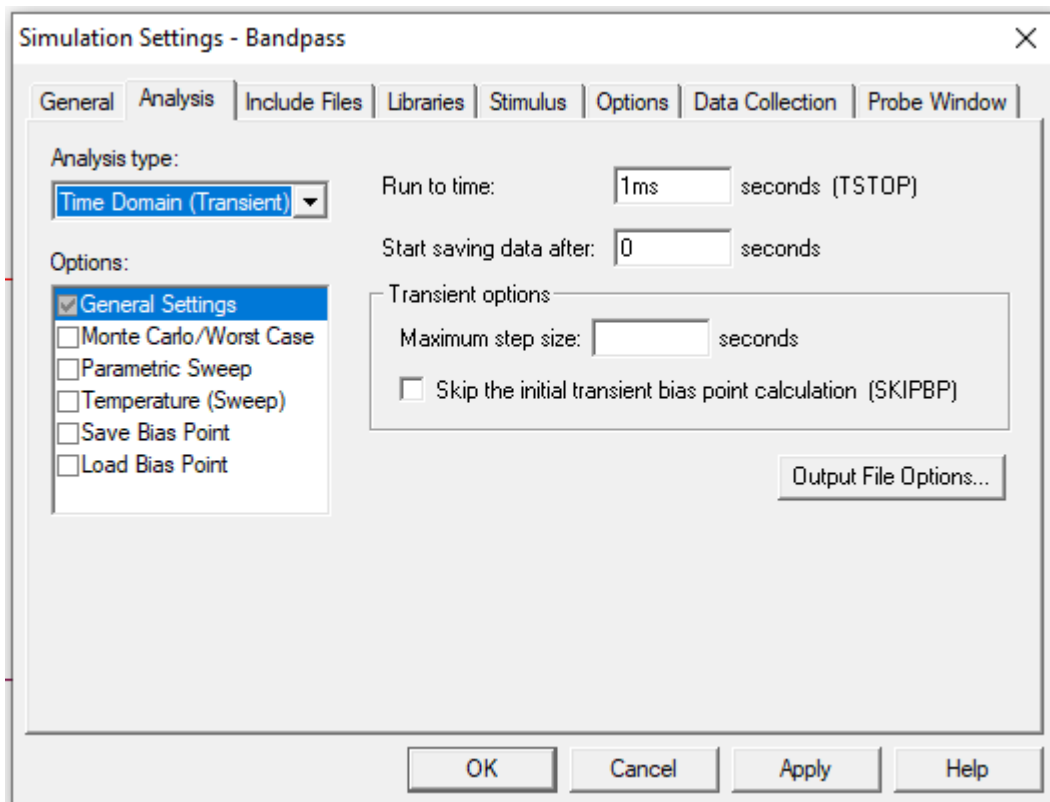 Simulation Settings - Bandpass
General Analysis Include Files Libraries Stimulus Options Data Collection Probe Window
Analysis type:
Time Domain (Transient)
Options:
General Settings
Monte Carlo/Worst Case
Parametric Sweep
Temperature (Sweep)
Save Bias Point
Load Bias Point
Run to time: 1ms seconds (TSTOP)
Start saving data after: 0 seconds
Transient options
Maximum step size: seconds
Skip the initial transient bias point calculation (SKIPBP)
Output File Options...
OK Cancel Apply Help